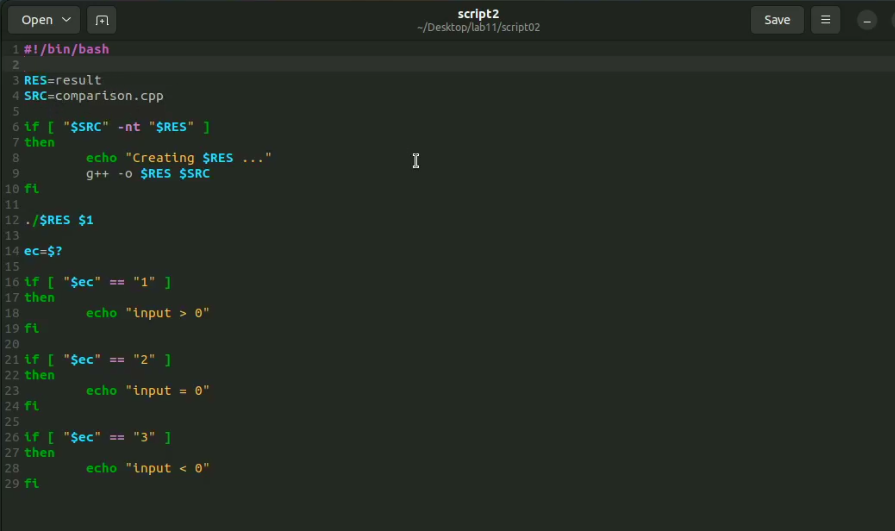 Open
script2
~/Desktop/lab11/script02
Save
1 #!/bin/bash
2
3 RES=result
4 SRC=comparison.cpp
5
6 if [ "$SRC" -nt "$RES" ]
7 then
8 echo "Creating $RES ..."
9 g++ -o $RES $SRC
10 fi
11
12 ./$RES $1
13
14 ec=$?
15
16 if [ "$ec" == "1" ]
17 then
18 echo "input > 0"
19 fi
20
21 if [ "$ec" == "2" ]
22 then
23 echo "input = 0"
24 fi
25
26 if [ "$ec" == "3" ]
27 then
28 echo "input < 0"
29 fi